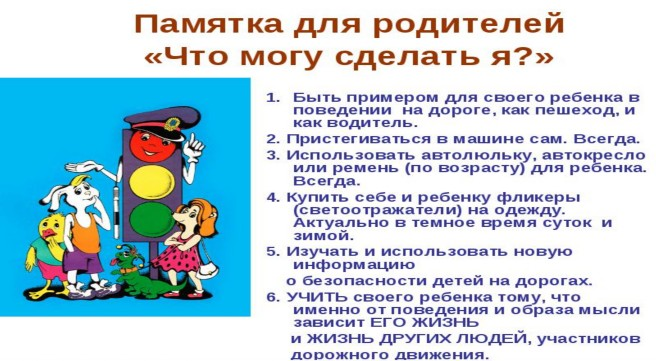 Памятка для родителей
«Что могу сделать я?»
1. Быть примером для своего ребенка в
поведении на дороге, как пешеход, и
как водитель.
2. Пристегиваться в машине сам. Всегда.
3. Использовать автолюльку, автокресло
или ремень (по возрасту) для ребенка.
Всегда.
4. Купить себе и ребенку фликеры
(светоотражатели) на одежду.
Актуально в темное время суток и
зимой.
5. Изучать и использовать новую
информацию
о безопасности детей на дорогах.
6. УЧИТЬ своего ребенка тому, что
именно от поведения и образа мысли
зависит ЕГО ЖИЗНЬ
и ЖИЗНЬ ДРУГИХ ЛЮДЕЙ, участников
дорожного движения.